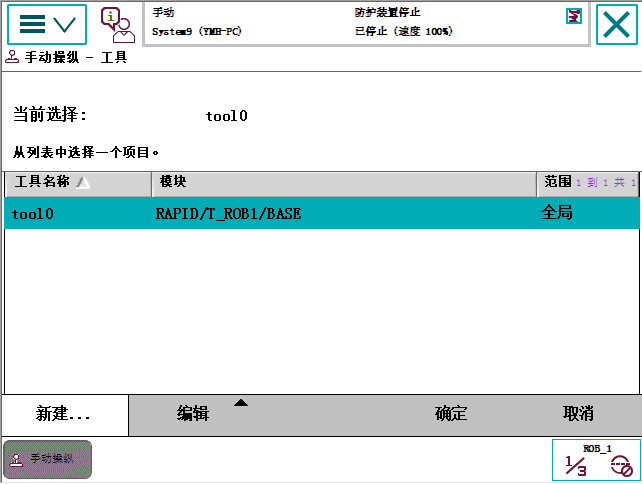 手动 防护装置停止
System9 (YMH-PC) 已停止 (速度 100%)
手动操纵 - 工具
当前选择: tool0
从列表中选择一个项目。
工具名称 模块 范围 1 到 1 共 1
tool0 RAPID/T_ROB1/BASE 全局
新建... 编辑 确定 取消
手动操纵 ROB_1
1/3